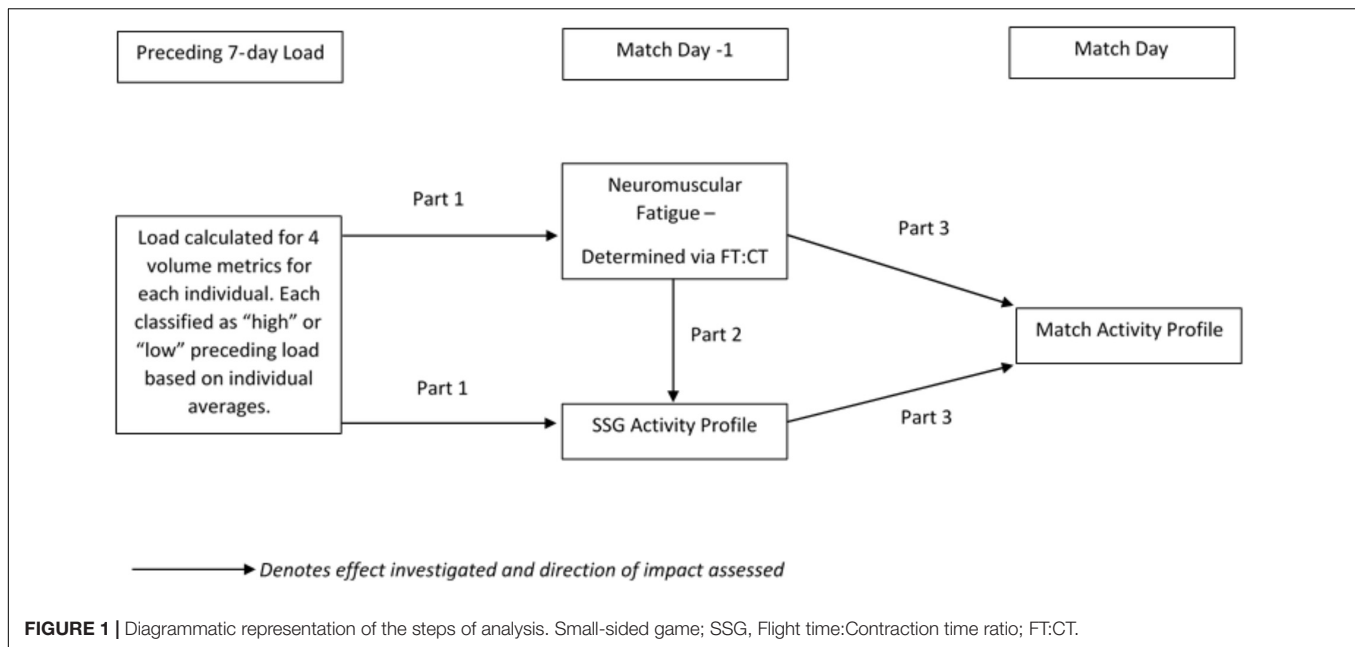 Preceding 7-day Load
Match Day -1
Match Day
Part 1
Neuromuscular
Fatigue –
Determined via FT:CT
Part 3
Load calculated for 4
volume metrics for
each individual. Each
classified as “high” or
“low” preceding load
based on individual
averages.
Part 2
Match Activity Profile
Part 1
SSG Activity Profile
Part 3
Denotes effect investigated and direction of impact assessed
FIGURE 1 | Diagrammatic representation of the steps of analysis. Small-sided game; SSG, Flight time:Contraction time ratio; FT:CT.